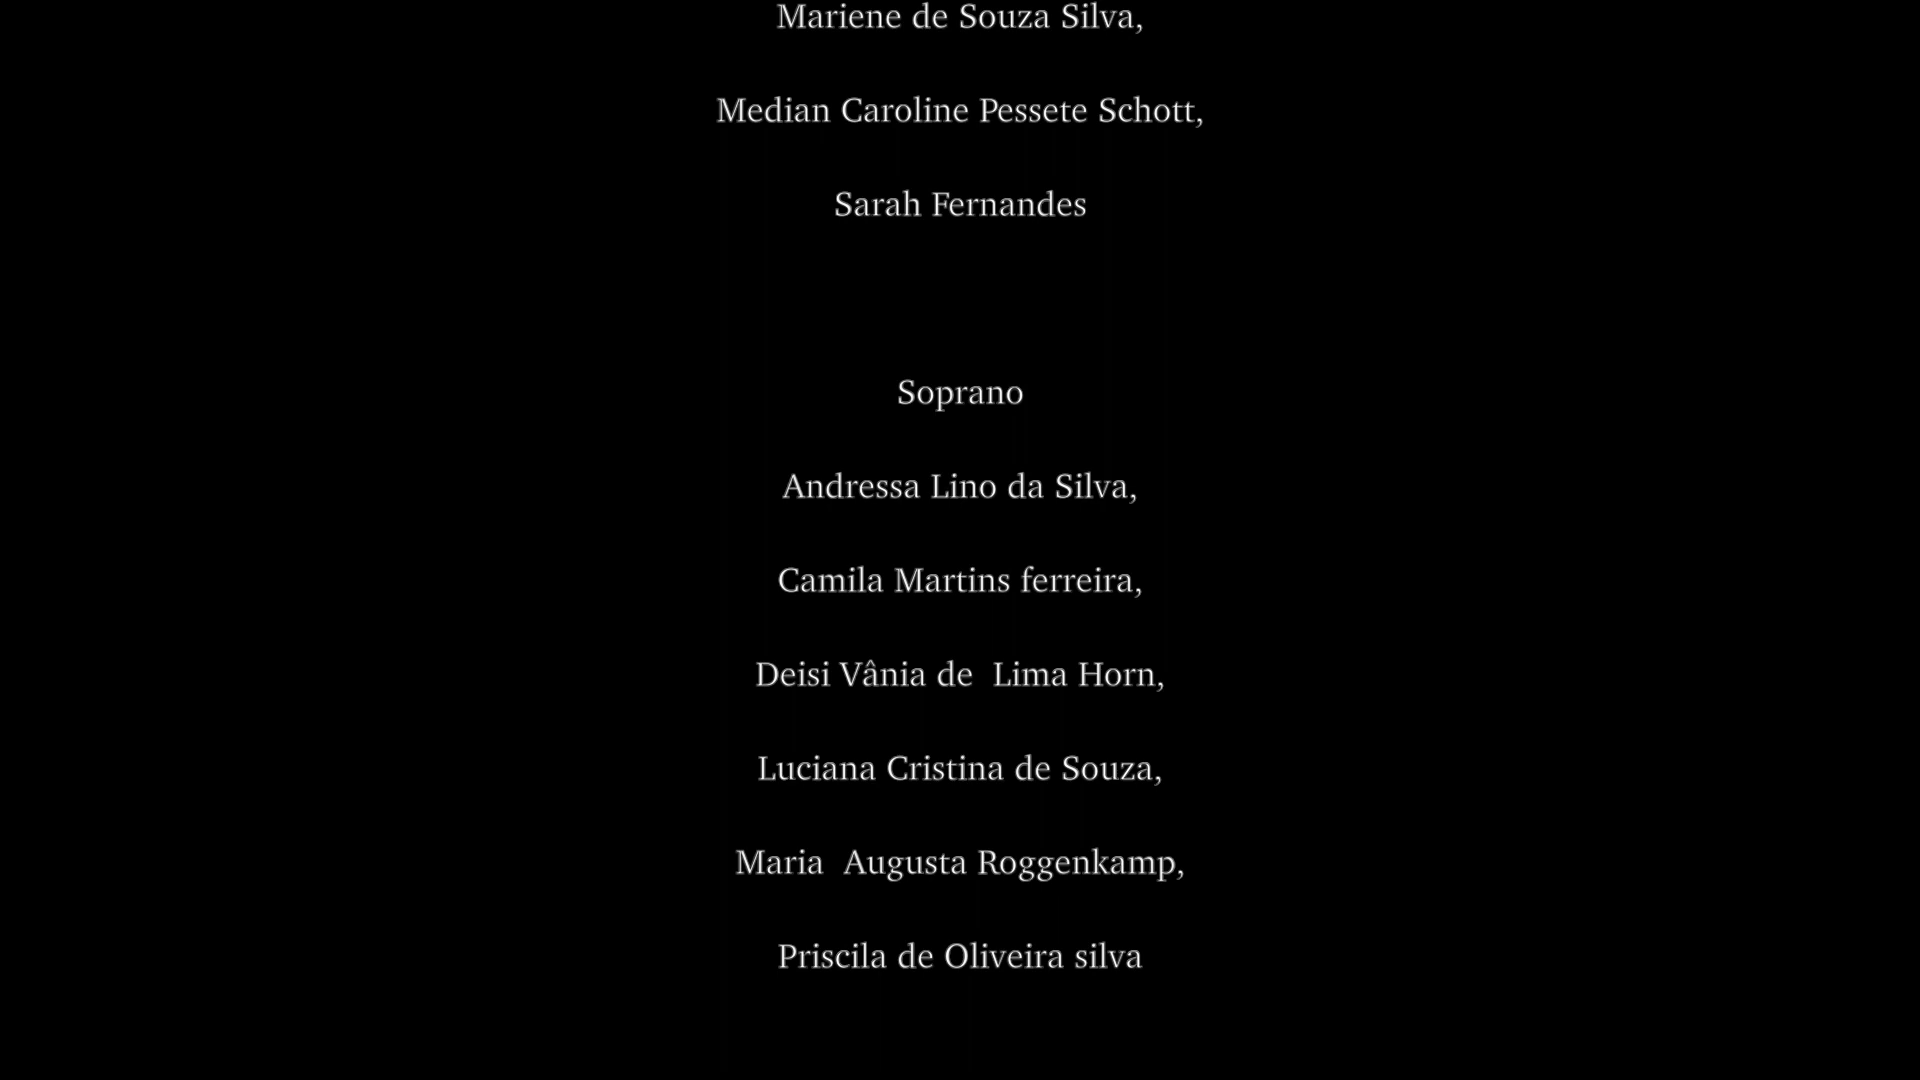 Mariene de Souza Silva,
Median Caroline Pessete Schott,
Sarah Fernandes
Soprano
Andressa Lino da Silva,
Camila Martins ferreira,
Deisi Vânia de  Lima Horn,
Luciana Cristina de Souza,
Maria  Augusta Roggenkamp,
Priscila de Oliveira silva